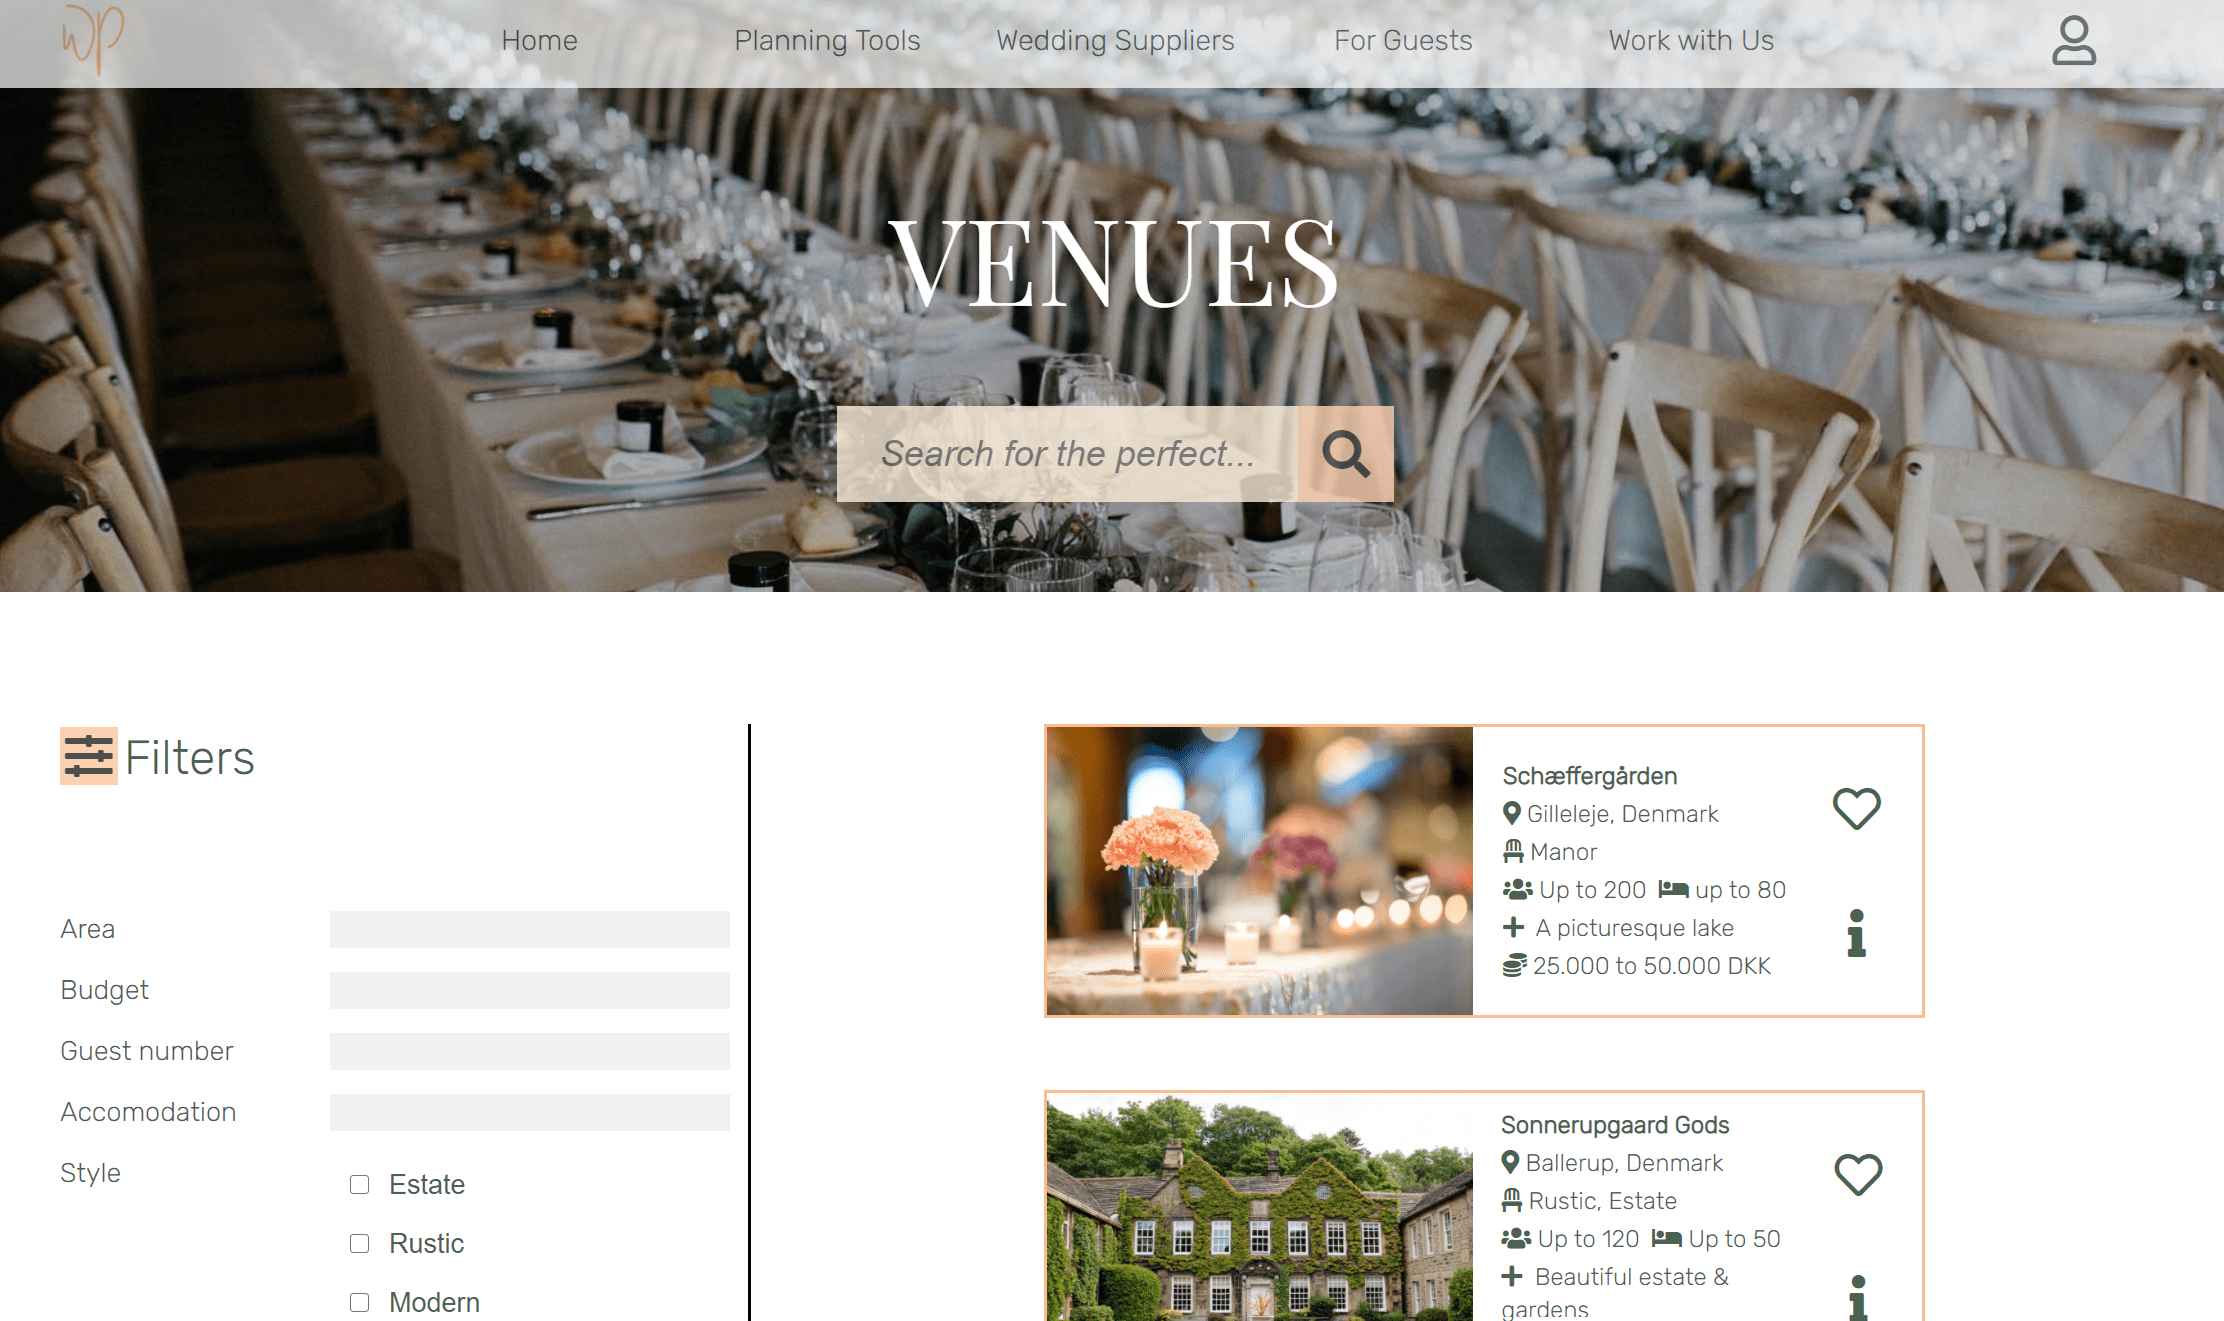 WP
Home Planning Tools Wedding Suppliers For Guests Work with Us
VENUES
Search for the perfect...
Filters
Area
Budget
Guest number
Accomodation
Style
Estate
Rustic
Modern
Schæffergården
Gilleleje, Denmark
Manor
Up to 200 up to 80
A picturesque lake
25.000 to 50.000 DKK
Sonnerupgaard Gods
Ballerup, Denmark
Rustic, Estate
Up to 120 Up to 50
Beautiful estate &
gardens